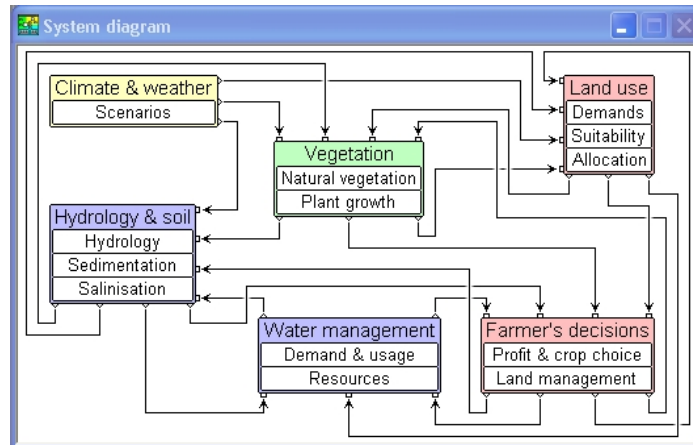 System diagram
Climate & weather
Scenarios
Land use
Demands
Suitability
Allocation
Vegetation
Natural vegetation
Plant growth
Hydrology & soil
Hydrology
Sedimentation
Salinisation
Water management
Demand & usage
Resources
Farmer's decisions
Profit & crop choice
Land management